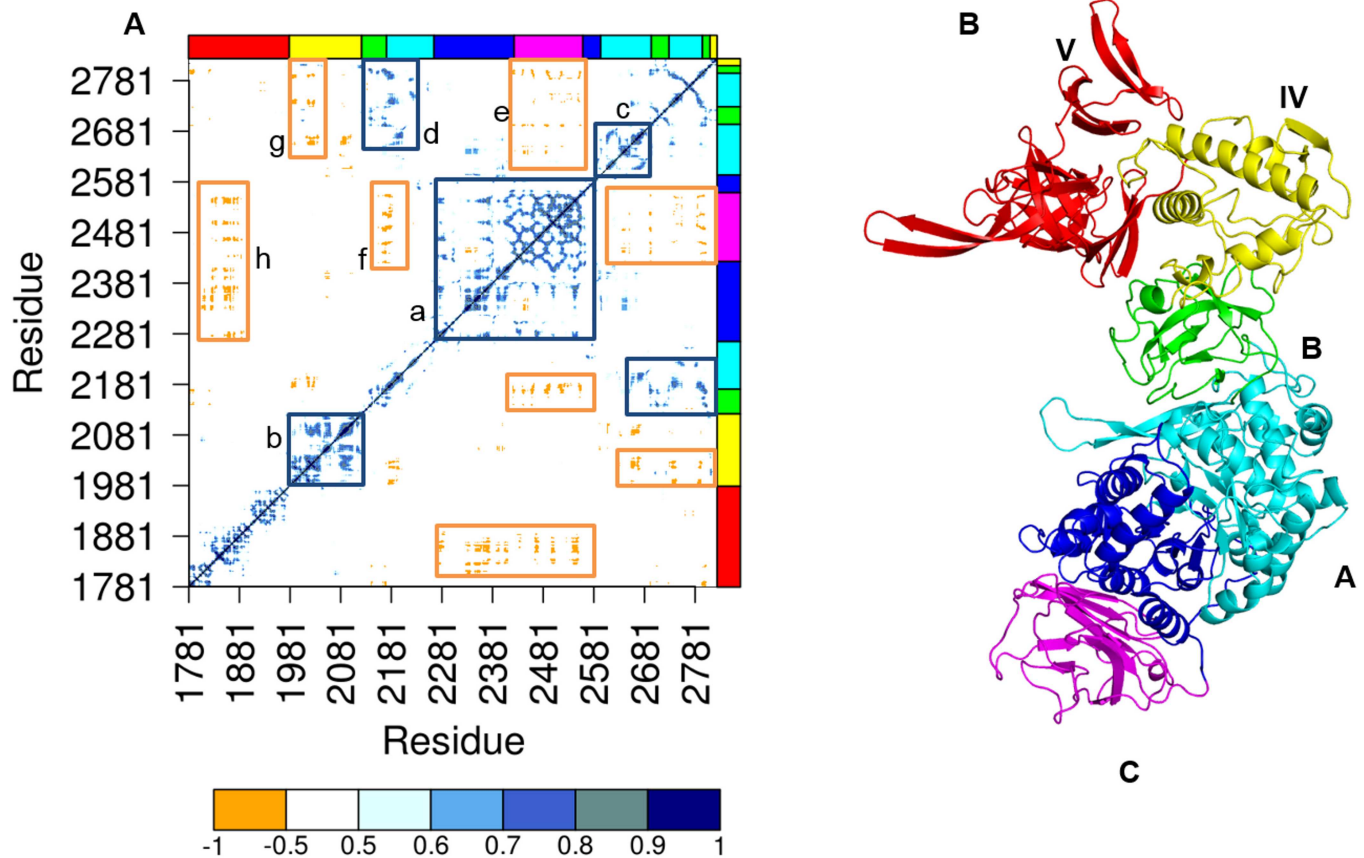 A
B
V
IV
B
A
C
2781
2681
2581
2481
2381
2281
2181
2081
1981
1881
1781
Residue
g
d
e
c
h
f
a
b
1781 1881 1981 2081 2181 2281 2381 2481 2581 2681 2781
Residue
-1 -0.5 0.5 0.6 0.7 0.8 0.9 1